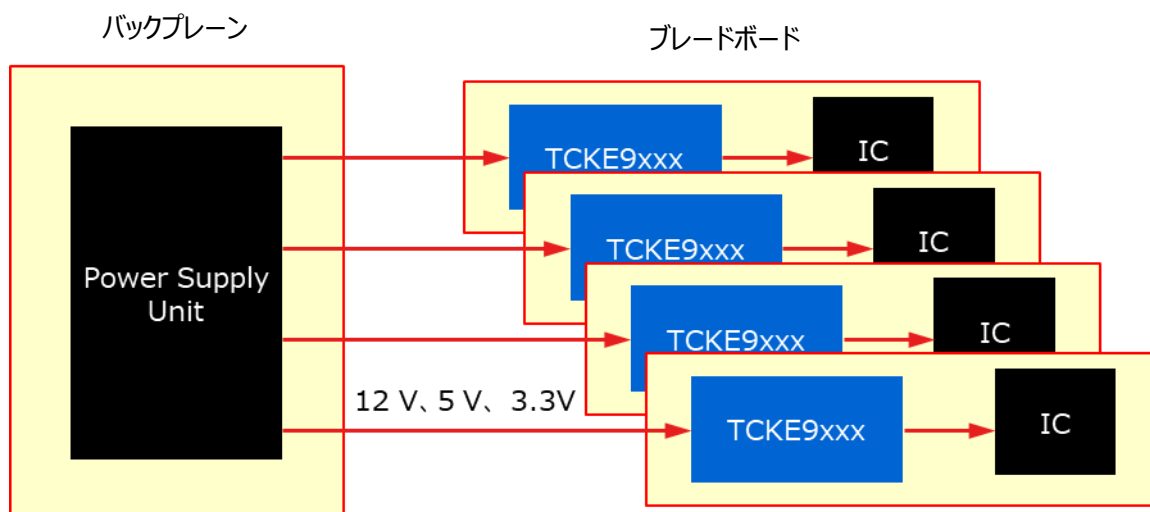 バックプレーン
ブレードボード
TCKE9xxx
IC
TCKE9xxx
IC
Power Supply
Unit
TCKE9xxx
IC
12 V、5 V、3.3V
TCKE9xxx
IC